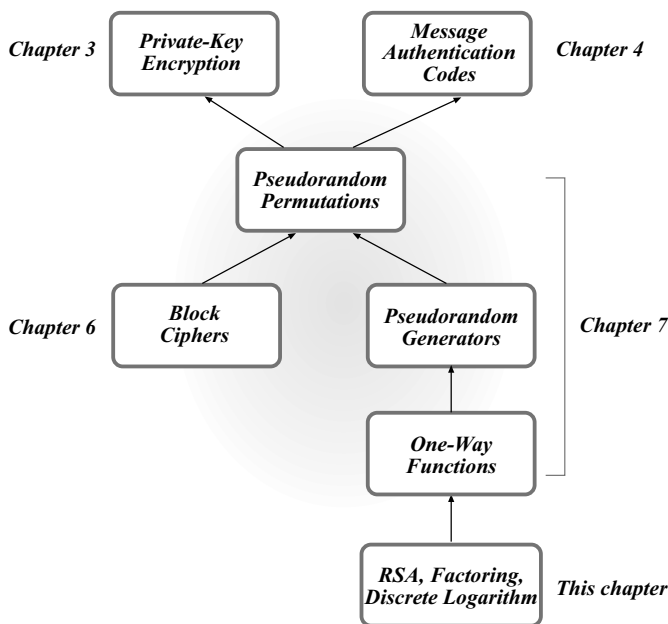 Chapter 3
Private-Key
Encryption
Message
Authentication
Codes
Chapter 4
Pseudorandom
Permutations
Chapter 6
Block
Ciphers
Pseudorandom
Generators
Chapter 7
One-Way
Functions
RSA, Factoring,
Discrete Logarithm
This chapter